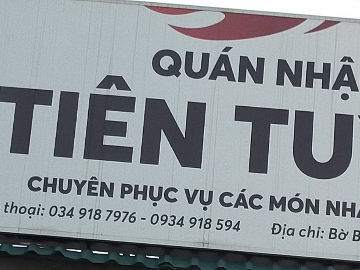 QUÁN NHẬ
TIÊN TU
CHUYÊN PHỤC VỤ CÁC MÓN NH
thoại: 034 918 7976 - 0934 918 594 Địa chỉ: Bờ B